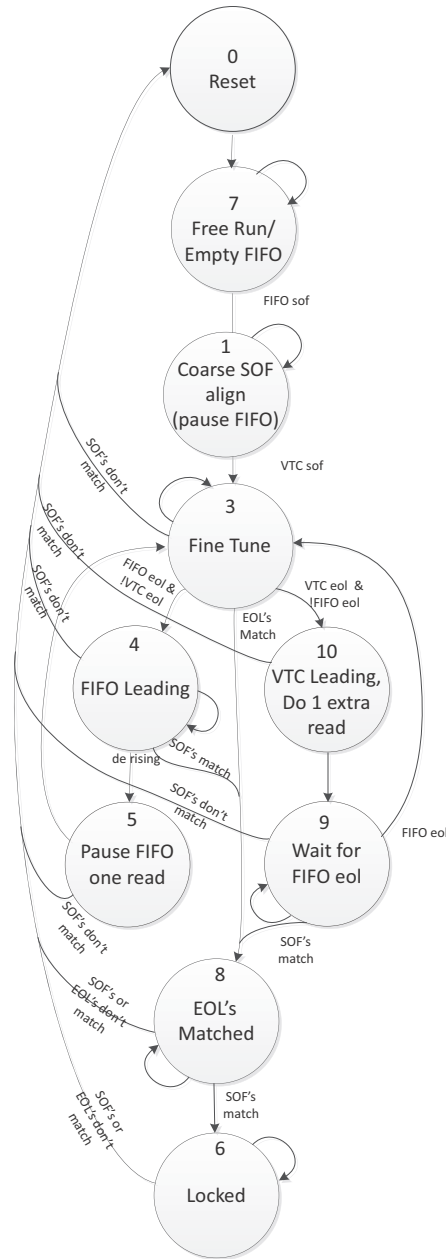 0
Reset
7
Free Run/
Empty FIFO
FIFO sof
1
Coarse SOF
align
(pause FIFO)
VTC sof
SOF's don't
match
3
Fine Tune
SOF's don't
match
FIFO eol &
!VTC eol
EOL's
Match
VTC eol &
!FIFO eol
SOF's don't
match
4
FIFO Leading
10
VTC Leading,
Do 1 extra
read
de rising
SOF's match
SOF's don't
match
5
Pause FIFO
one read
9
Wait for
FIFO eol
FIFO eol
SOF's don't
match
SOF's
match
SOF's or
EOL's don't
match
8
EOL's
Matched
SOF's
match
SOF's or
EOL's don't
match
6
Locked